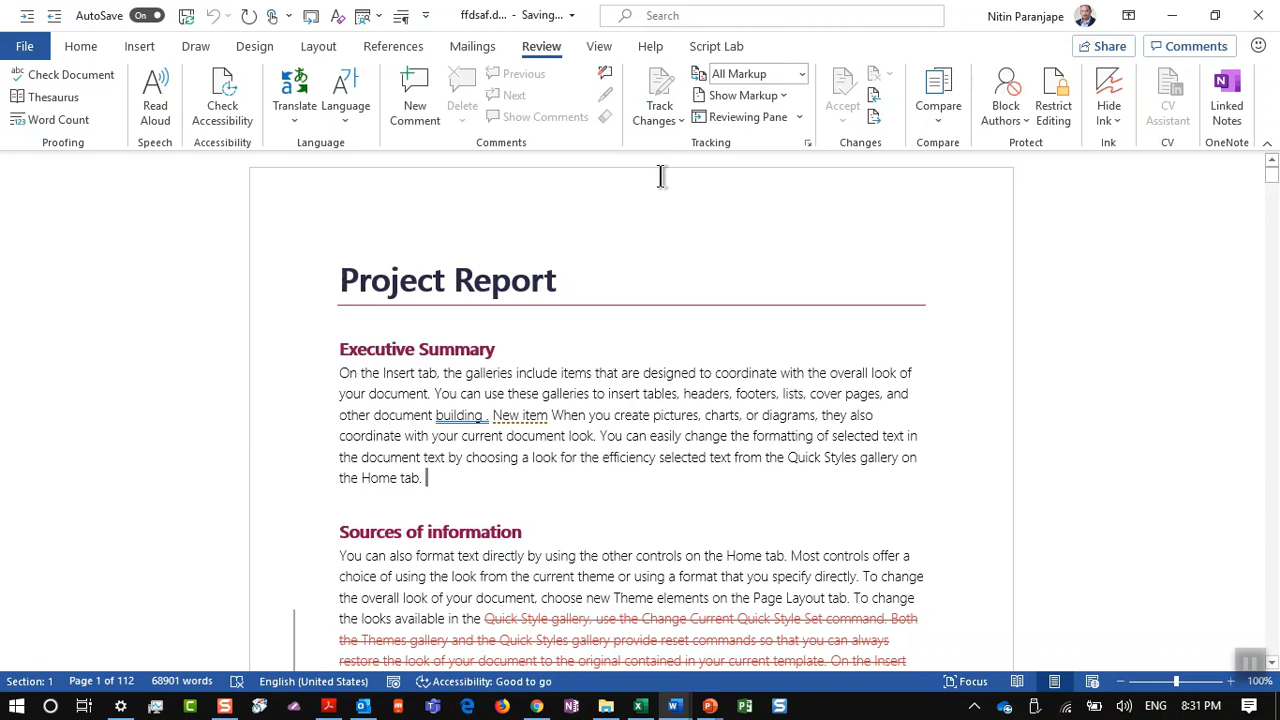 AutoSave On
ffdsaf.d... - Saving...
Search
Nitin Paranjape
File Home Insert Draw Design Layout References Mailings Review View Help Script Lab
Share Comments
abc Check Document
Thesaurus
123 Word Count
Proofing
Read Aloud
Speech
Check Accessibility
Accessibility
Translate
Language
Language
New Comment
Delete
Previous
Next
Show Comments
Comments
Track Changes
All Markup
Show Markup
Reviewing Pane
Tracking
Accept
Changes
Compare
Compare
Block Authors
Restrict Editing
Protect
Hide Ink
Ink
CV Assistant
CV
Linked Notes
OneNote
Project Report
Executive Summary
On the Insert tab, the galleries include items that are designed to coordinate with the overall look of
your document. You can use these galleries to insert tables, headers, footers, lists, cover pages, and
other document building . New item When you create pictures, charts, or diagrams, they also
coordinate with your current document look. You can easily change the formatting of selected text in
the document text by choosing a look for the efficiency selected text from the Quick Styles gallery on
the Home tab.
Sources of information
You can also format text directly by using the other controls on the Home tab. Most controls offer a
choice of using the look from the current theme or using a format that you specify directly. To change
the overall look of your document, choose new Theme elements on the Page Layout tab. To change
the looks available in the Quick Style gallery, use the Change Current Quick Style Set command. Both
the Themes gallery and the Quick Styles gallery provide reset commands so that you can always
restore the look of your document to the original contained in your current template. On the Insert
Section: 1 Page 1 of 112 68901 words English (United States) Accessibility: Good to go Focus 100%
ENG 8:31 PM